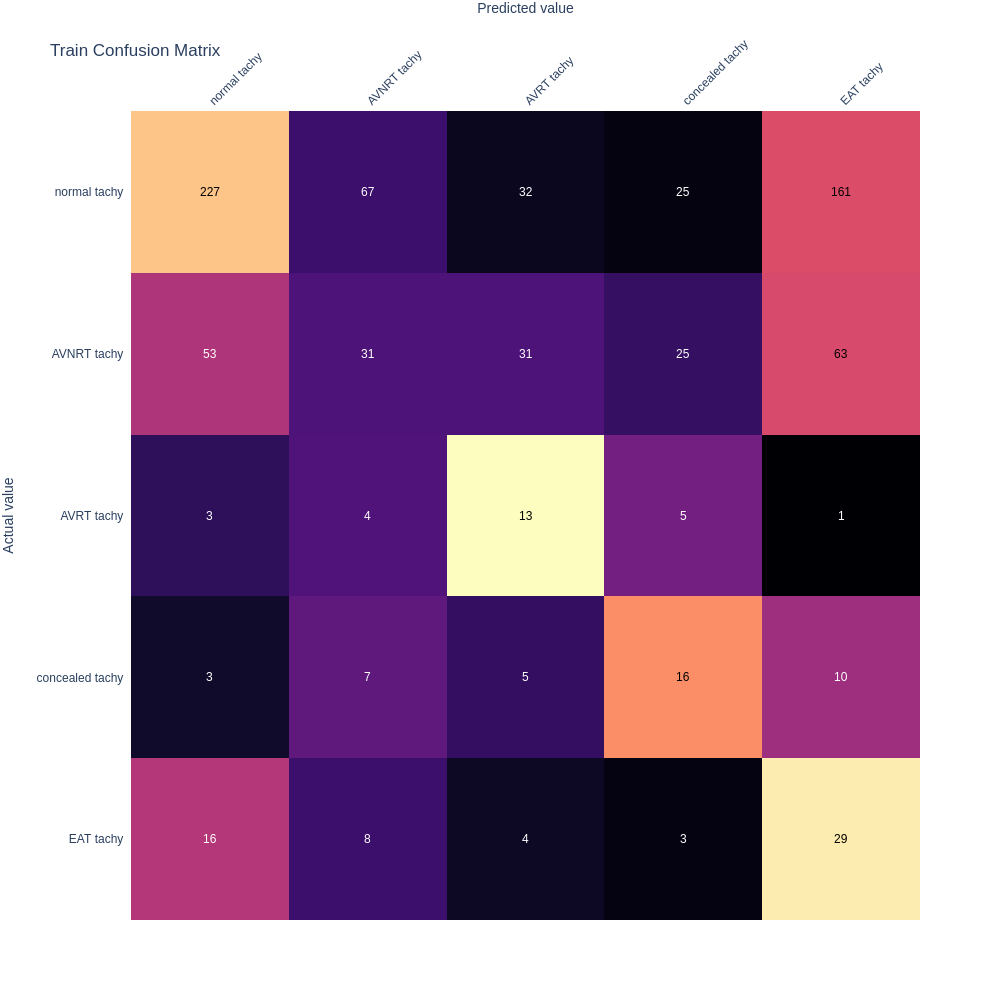 Predicted value
Train Confusion Matrix
normal tachy
AVNRT tachy
AVRT tachy
concealed tachy
EAT tachy
Actual value
normal tachy 227 67 32 25 161
AVNRT tachy 53 31 31 25 63
AVRT tachy 3 4 13 5 1
concealed tachy 3 7 5 16 10
EAT tachy 16 8 4 3 29